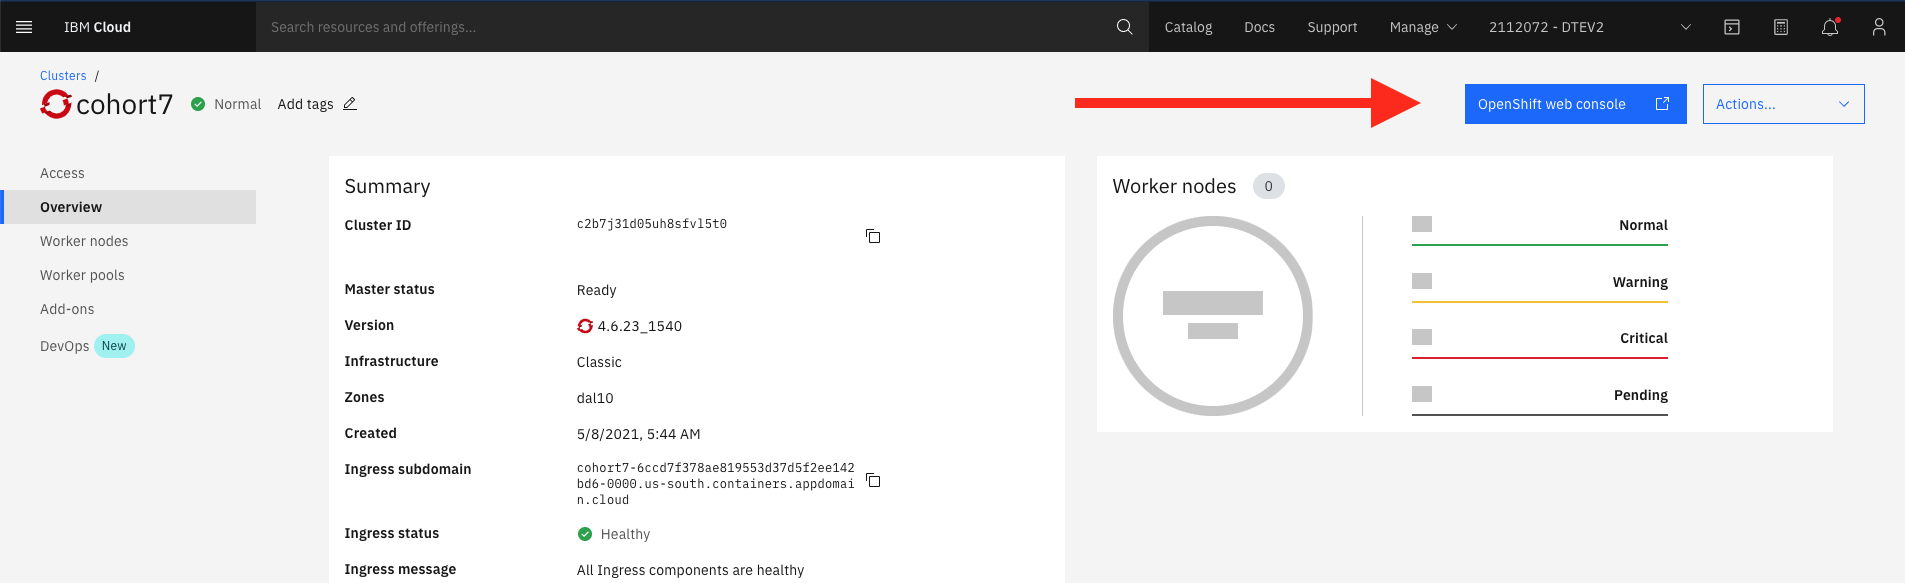 IBM Cloud
Search resources and offerings...
Catalog
Docs
Support
Manage
2112072 - DTEV2
Clusters /
cohort7
Normal
Add tags
OpenShift web console
Actions...
Access
Overview
Worker nodes
Worker pools
Add-ons
DevOps New
Summary
Cluster ID c2b7j31d05uh8sfvl5t0
Master status Ready
Version 4.6.23_1540
Infrastructure Classic
Zones dal10
Created 5/8/2021, 5:44 AM
Ingress subdomain cohort7-6ccd7f378ae819553d37d5f2ee142
bd6-0000.us-south.containers.appdomai
n.cloud
Ingress status Healthy
Ingress message All Ingress components are healthy
Worker nodes 0
Normal
Warning
Critical
Pending